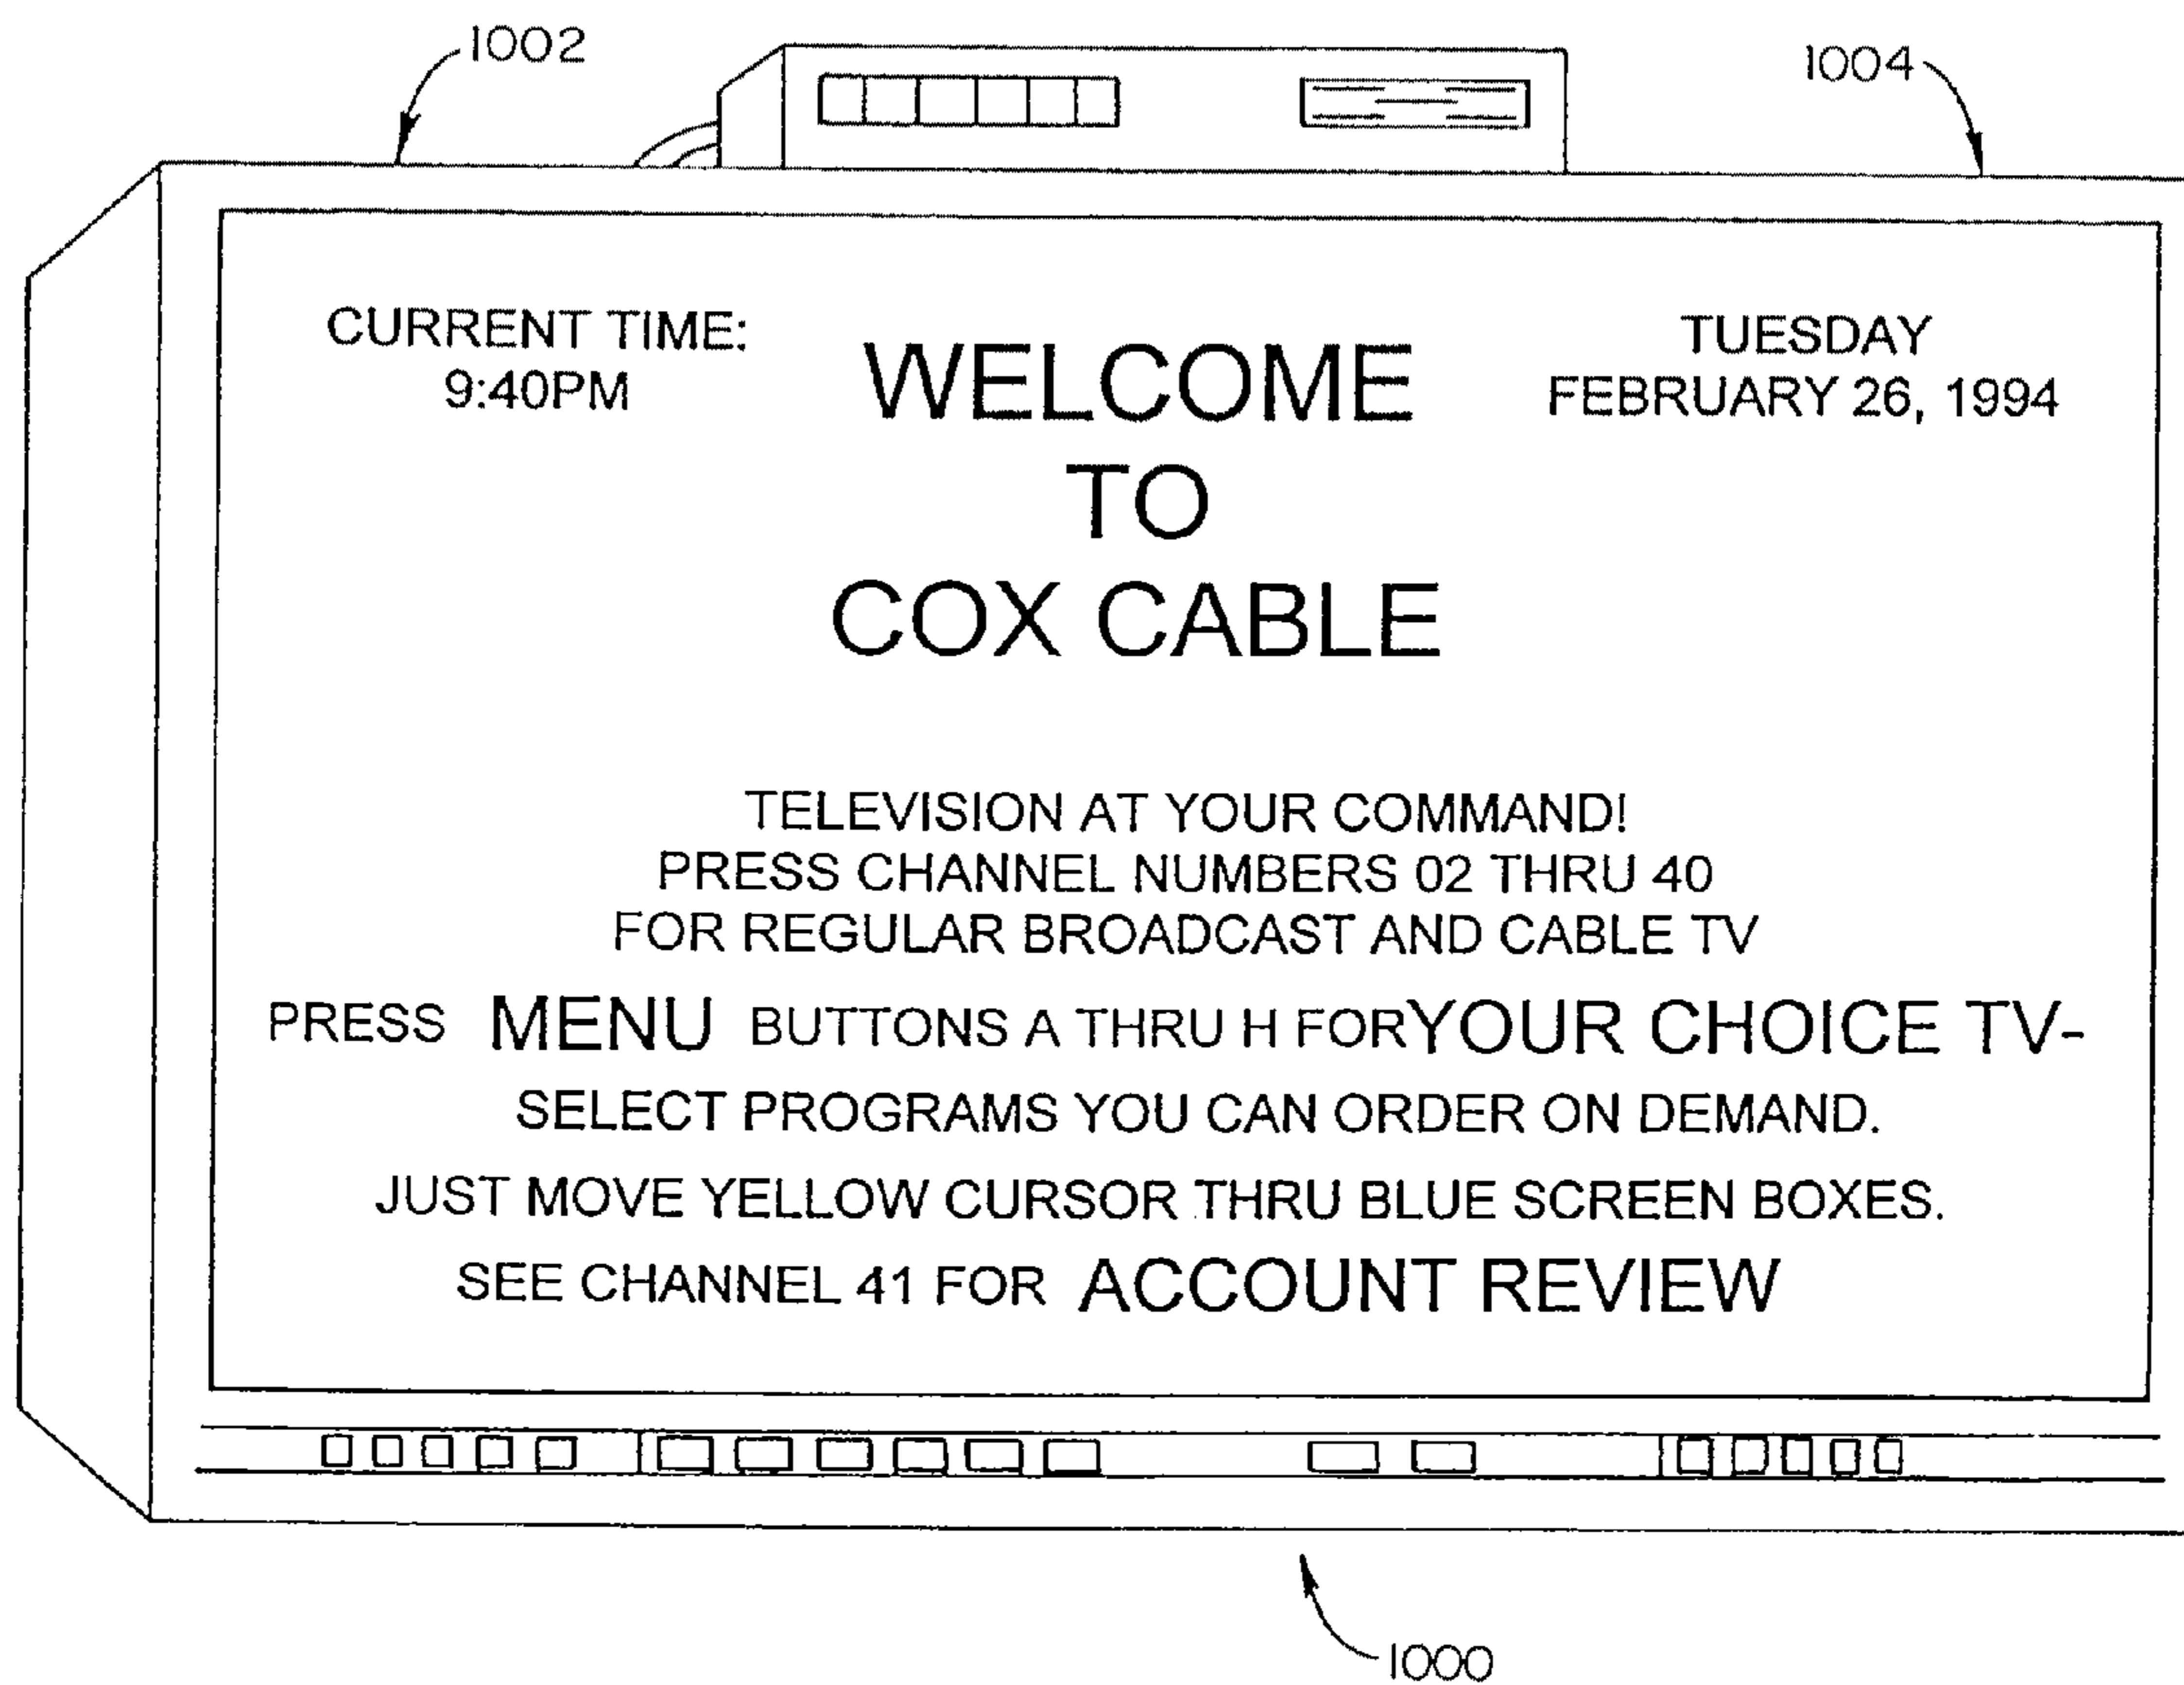 1002
1004
CURRENT TIME:
9:40PM
TUESDAY
FEBRUARY 26, 1994
WELCOME
TO
COX CABLE
TELEVISION AT YOUR COMMAND!
PRESS CHANNEL NUMBERS 02 THRU 40
FOR REGULAR BROADCAST AND CABLE TV
PRESS MENU BUTTONS A THRU H FORYOUR CHOICE TV-
SELECT PROGRAMS YOU CAN ORDER ON DEMAND.
JUST MOVE YELLOW CURSOR THRU BLUE SCREEN BOXES.
SEE CHANNEL 41 FOR ACCOUNT REVIEW
1000